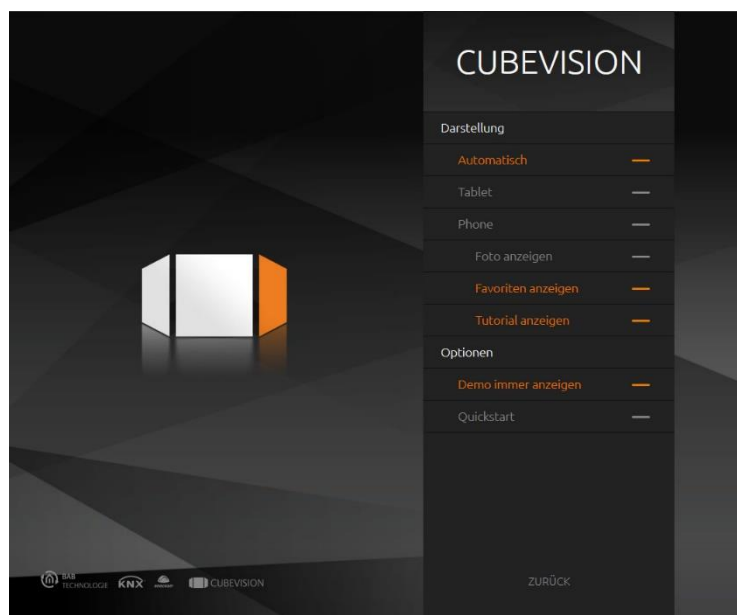 CUBEVISION
Darstellung
Automatisch
Tablet
Phone
Foto anzeigen
Favoriten anzeigen
Tutorial anzeigen
Optionen
Demo immer anzeigen
Quickstart
BAB
TECHNOLOGIE KNX CUBEVISION
ZURÜCK